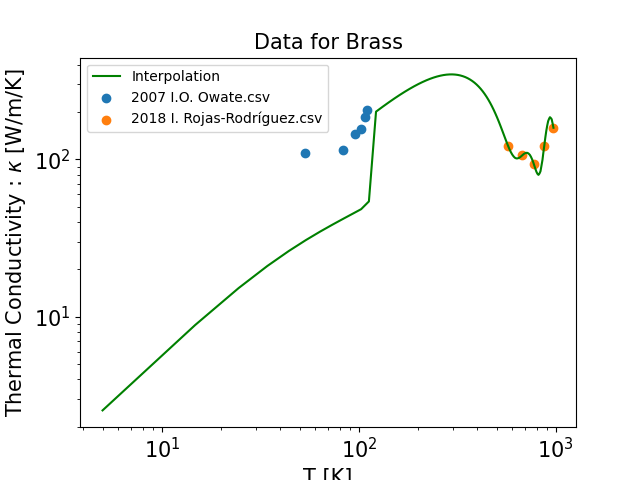 Data for Brass
Interpolation
2007 I.O. Owate.csv
2018 I. Rojas-Rodríguez.csv
Thermal Conductivity : κ [W/m/K]
10²
10¹
10¹ 10² 10³
T [K]